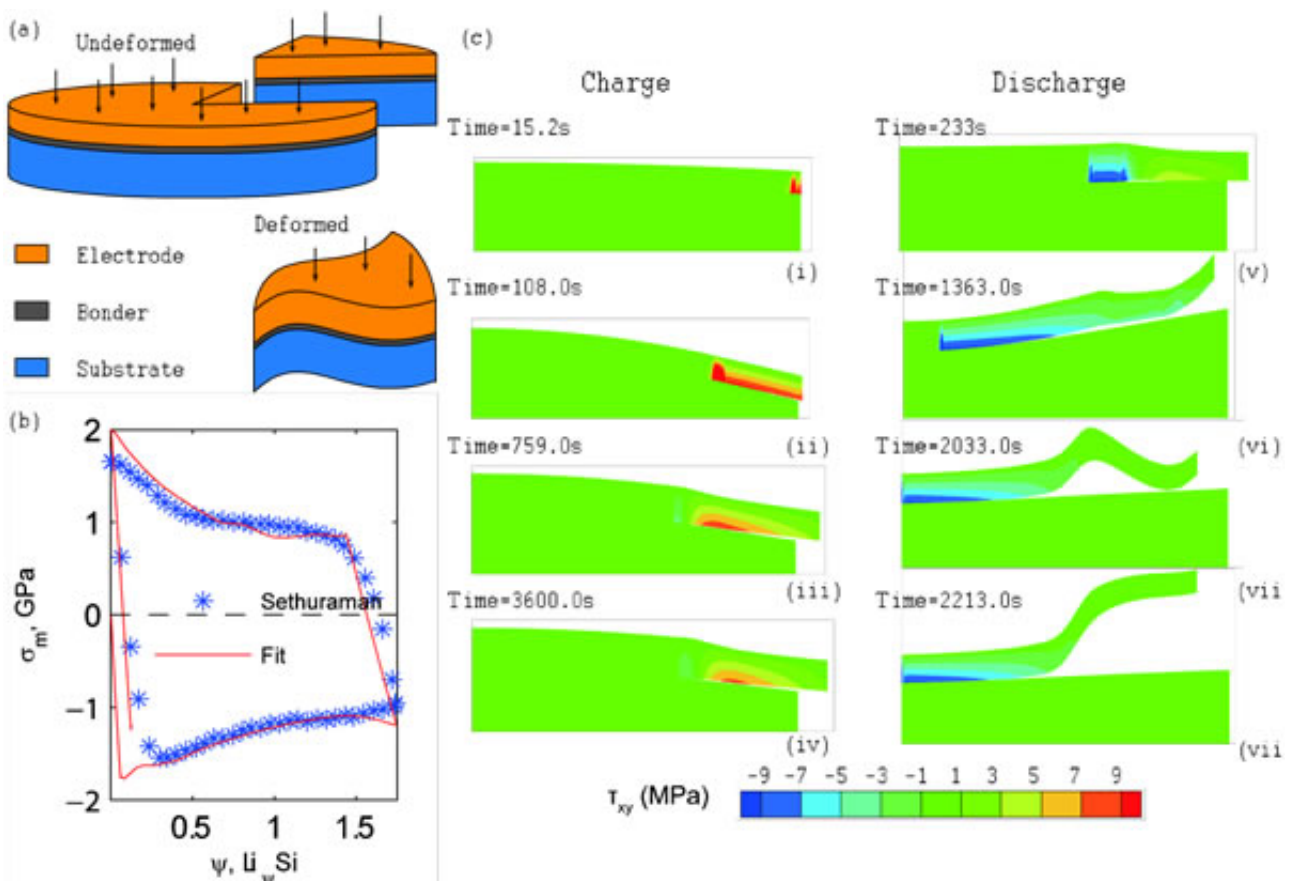 (a)
Undeformed
Deformed
Electrode
Bonder
Substrate
(b)
2
1
0
−1
−2
σm, GPa
Sethuraman
Fit
0.5
1
1.5
ψ, LiψSi
(c)
Charge
Discharge
Time=15.2s
(i)
Time=108.0s
(ii)
Time=759.0s
(iii)
Time=3600.0s
(iv)
Time=233s
(v)
Time=1363.0s
(vi)
Time=2033.0s
(vii
Time=2213.0s
(vii
-9 -7 -5 -3 -1 1 3 5 7 9
τxy (MPa)